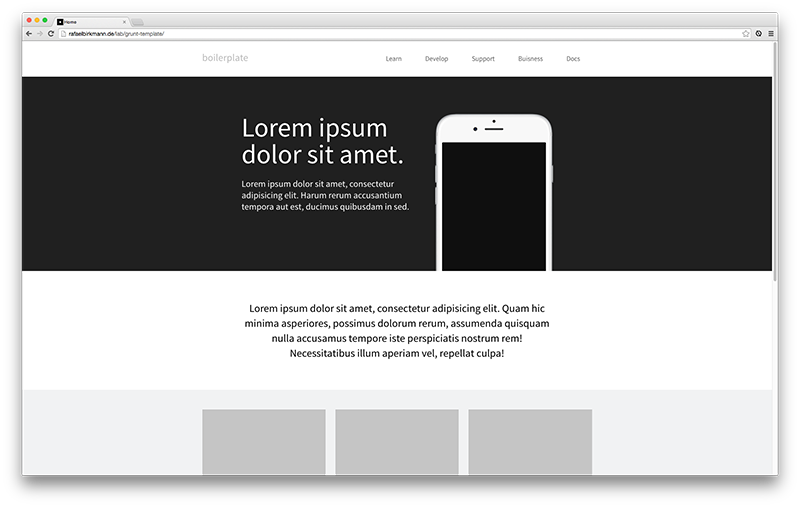 Home
rafaelbirkmann.de/lab/grunt-template/
boilerplate
Learn Develop Support Buisness Docs
Lorem ipsum
dolor sit amet.
Lorem ipsum dolor sit amet, consectetur
adipisicing elit. Harum rerum accusantium
tempora aut est, ducimus quibusdam in sed.
Lorem ipsum dolor sit amet, consectetur adipisicing elit. Quam hic
minima asperiores, possimus dolorum rerum, assumenda quisquam
nulla accusamus tempore iste perspiciatis nostrum rem!
Necessitatibus illum aperiam vel, repellat culpa!